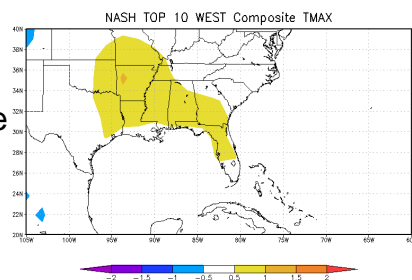 NASH TOP 10 WEST Composite TMAX
40N
38N
36N
34N
32N
30N
28N
26N
24N
22N
20N
105W 100W 95W 90W 85W 80W 75W 70W 65W
-2 -1.5 -1 -0.5 0.5 1 1.5 2